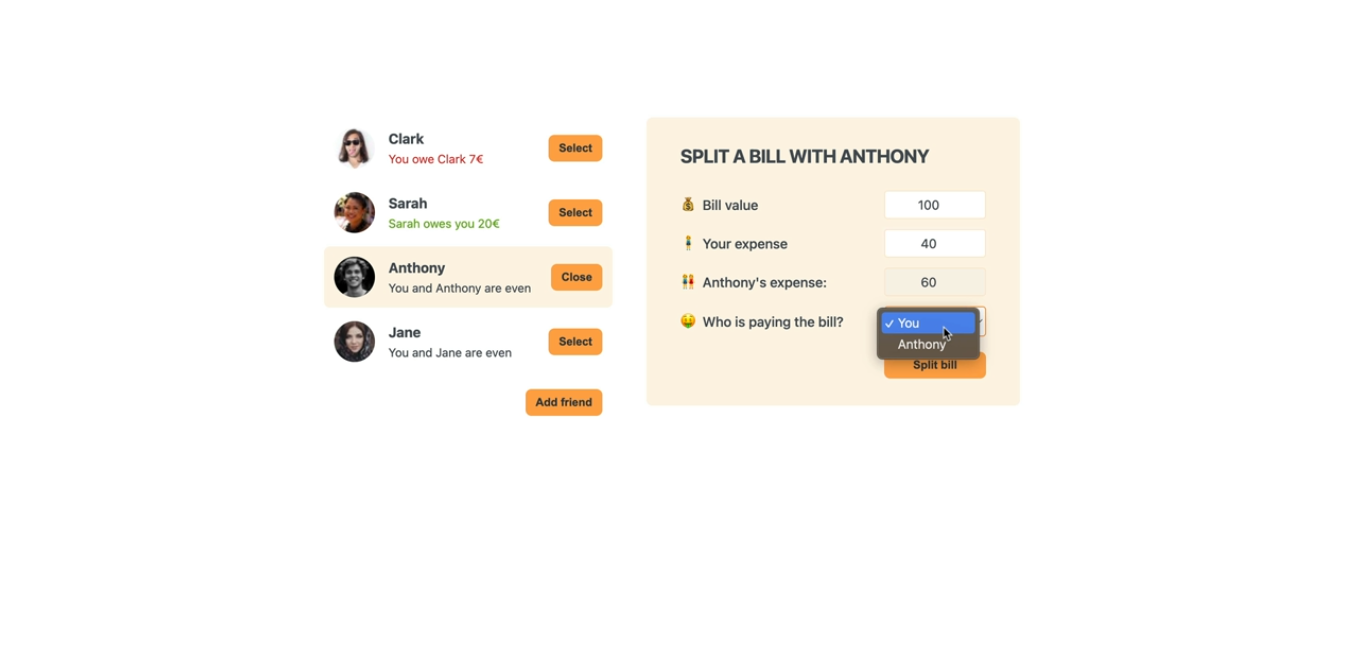 Clark
You owe Clark 7€
Select
Sarah
Sarah owes you 20€
Select
Anthony
You and Anthony are even
Close
Jane
You and Jane are even
Select
Add friend
SPLIT A BILL WITH ANTHONY
💰 Bill value
100
🧍‍♀️ Your expense
40
👫 Anthony's expense:
60
🤑 Who is paying the bill?
✓ You
Anthony
Split bill